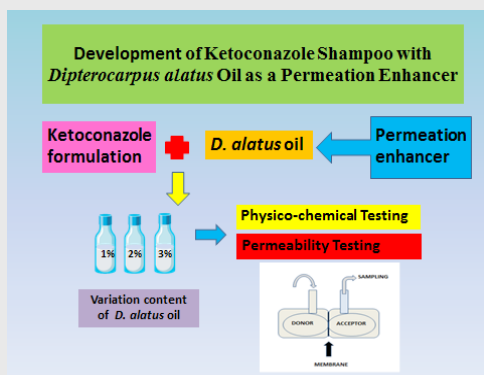 Development of Ketoconazole Shampoo with
Dipterocarpus alatus Oil as a Permeation Enhancer
Ketoconazole
formulation
D. alatus oil
Permeation
enhancer
1% 2% 3%
Physico-chemical Testing
Permeability Testing
Variation content
of D. alatus oil
SAMPLING
DONOR ACCEPTOR
MEMBRANE